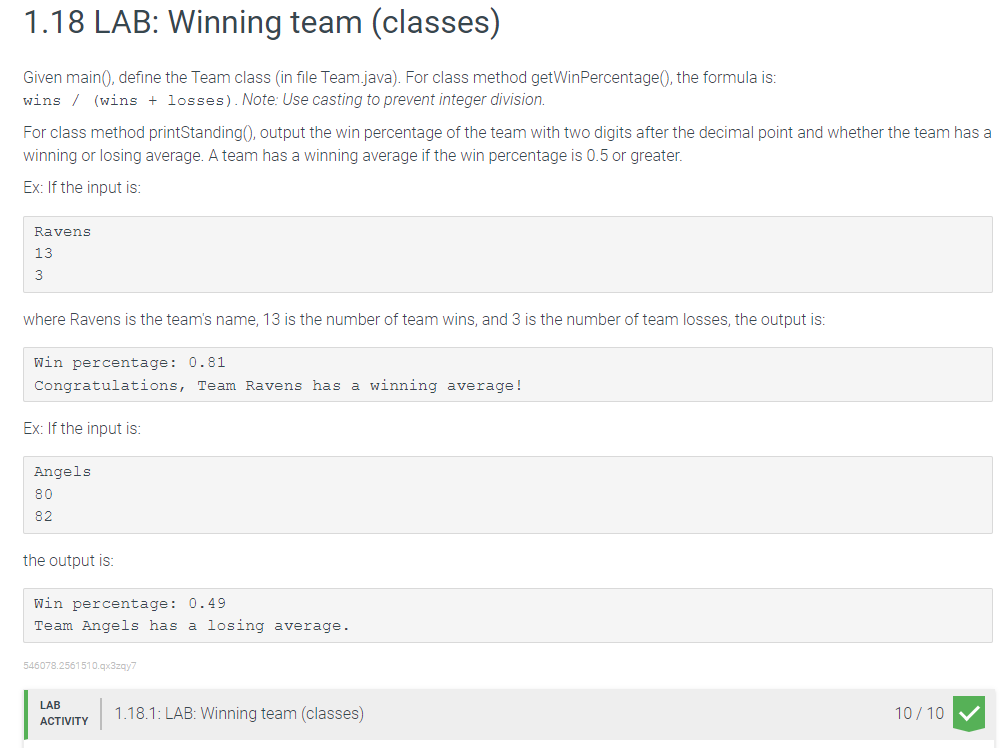 1.18 LAB: Winning team (classes)
Given main(), define the Team class (in file Team.java). For class method getWinPercentage(), the formula is:
wins / (wins + losses). Note: Use casting to prevent integer division.
For class method printStanding(), output the win percentage of the team with two digits after the decimal point and whether the team has a
winning or losing average. A team has a winning average if the win percentage is 0.5 or greater.
Ex: If the input is:
Ravens
13
3
where Ravens is the team's name, 13 is the number of team wins, and 3 is the number of team losses, the output is:
Win percentage: 0.81
Congratulations, Team Ravens has a winning average!
Ex: If the input is:
Angels
80
82
the output is:
Win percentage: 0.49
Team Angels has a losing average.
546078.2561510.qx3zqy7
LAB
ACTIVITY
1.18.1: LAB: Winning team (classes)
10 / 10